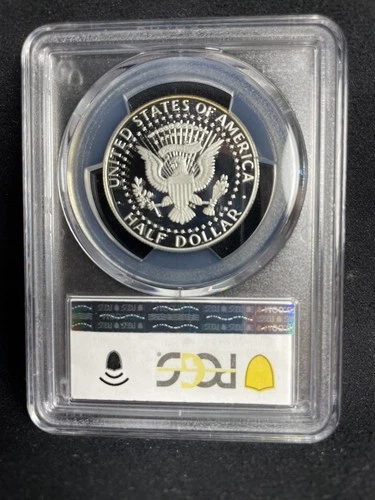 UNITED STATES OF AMERICA
HALF DOLLAR
PCGS